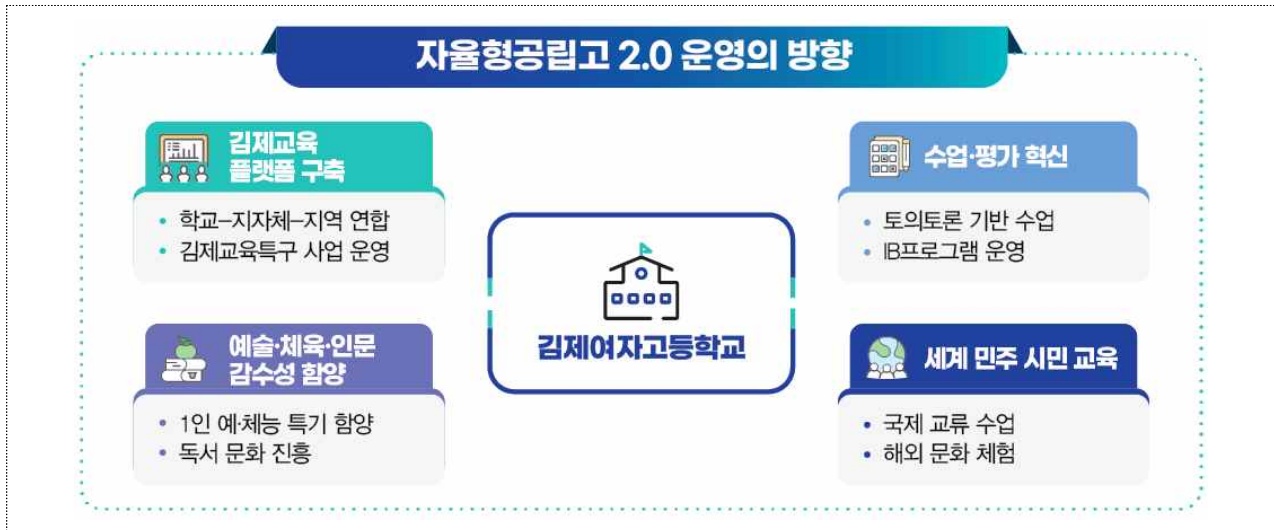 자율형공립고 2.0 운영의 방향
김제교육
플랫폼 구축
• 학교–지자체–지역 연합
• 김제교육특구 사업 운영
수업·평가 혁신
• 토의토론 기반 수업
• IB프로그램 운영
김제여자고등학교
예술·체육·인문
감수성 함양
• 1인 예·체능 특기 함양
• 독서 문화 진흥
세계 민주 시민 교육
• 국제 교류 수업
• 해외 문화 체험